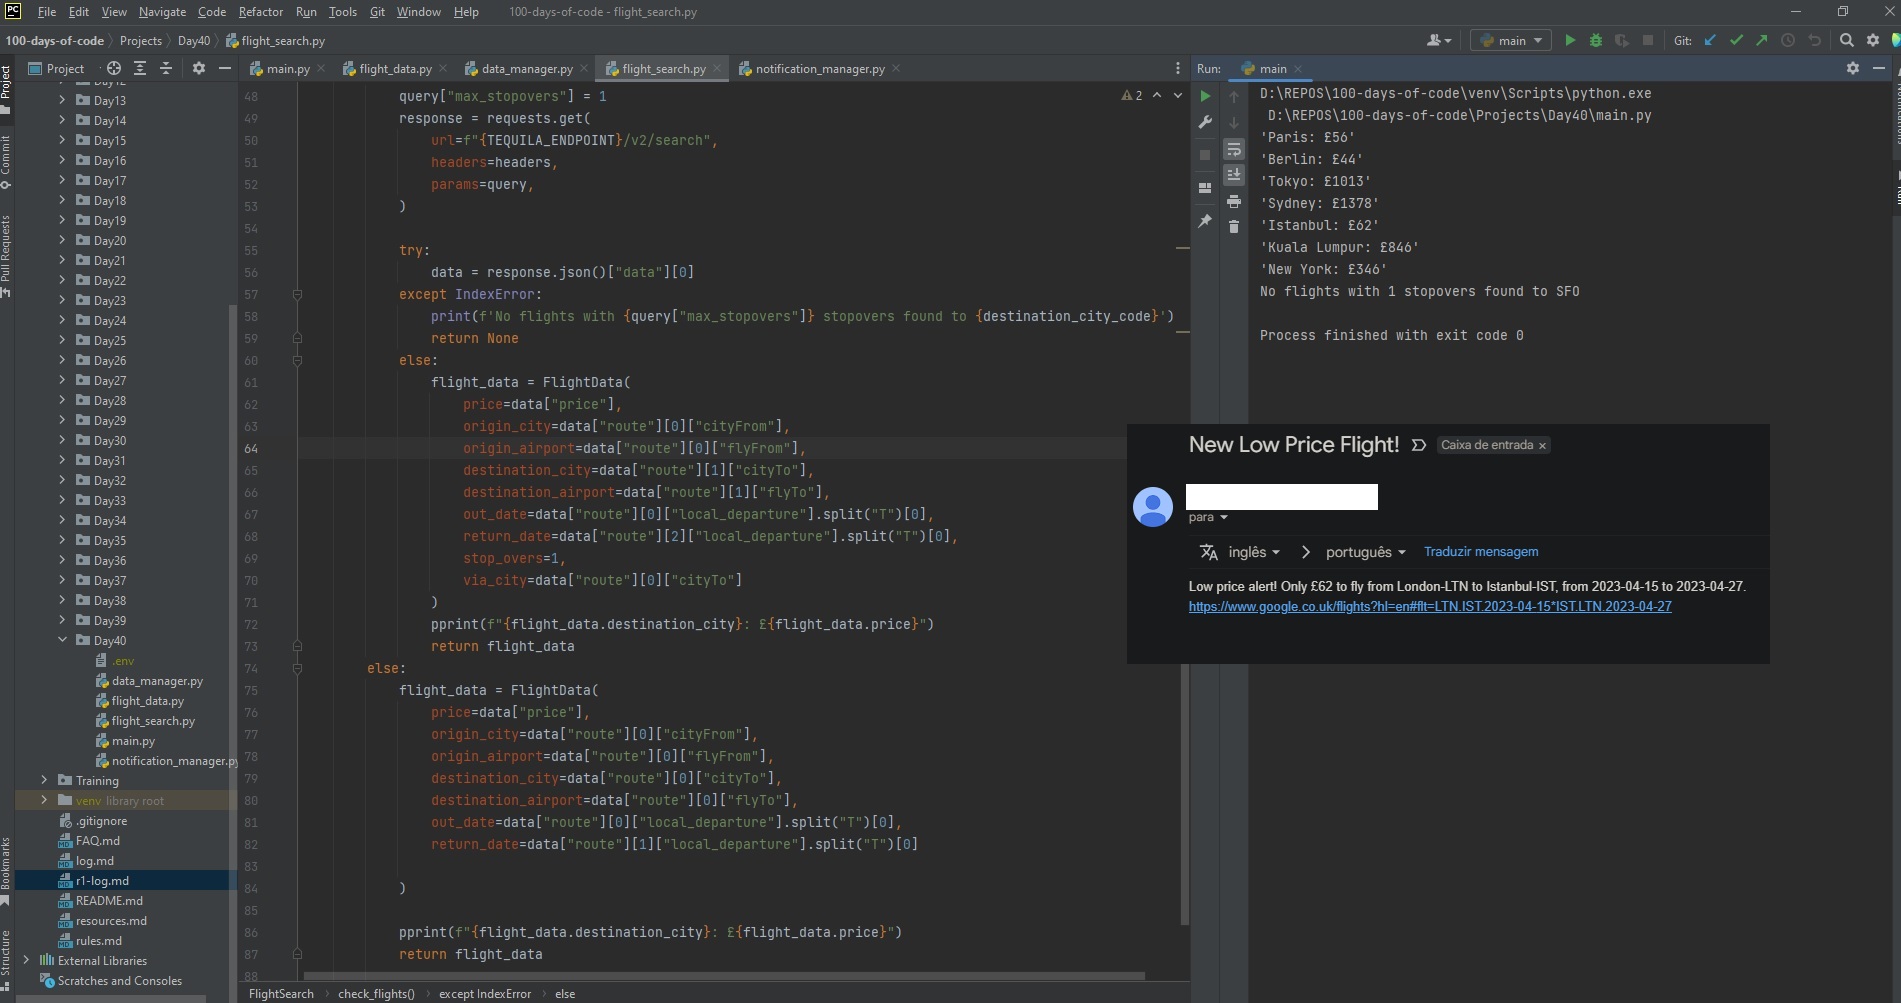 File Edit View Navigate Code Refactor Run Tools Git Window Help 100-days-of-code - flight_search.py
100-days-of-code Projects Day40 flight_search.py
main
Git:
Project
main.py
flight_data.py
data_manager.py
flight_search.py
notification_manager.py
Run: main
Project
Commit
Pull Requests
Bookmarks
Structure
Day13
Day14
Day15
Day16
Day17
Day18
Day19
Day20
Day21
Day22
Day23
Day24
Day25
Day26
Day27
Day28
Day29
Day30
Day31
Day32
Day33
Day34
Day35
Day36
Day37
Day38
Day39
Day40
.env
data_manager.py
flight_data.py
flight_search.py
main.py
notification_manager.py
Training
venv library root
.gitignore
FAQ.md
log.md
r1-log.md
README.md
resources.md
rules.md
External Libraries
Scratches and Consoles
2
48 query["max_stopovers"] = 1
49 response = requests.get(
50 url=f"{TEQUILA_ENDPOINT}/v2/search",
51 headers=headers,
52 params=query,
53 )
54
55 try:
56 data = response.json()["data"][0]
57 except IndexError:
58 print(f'No flights with {query["max_stopovers"]} stopovers found to {destination_city_code}')
59 return None
60 else:
61 flight_data = FlightData(
62 price=data["price"],
63 origin_city=data["route"][0]["cityFrom"],
64 origin_airport=data["route"][0]["flyFrom"],
65 destination_city=data["route"][1]["cityTo"],
66 destination_airport=data["route"][1]["flyTo"],
67 out_date=data["route"][0]["local_departure"].split("T")[0],
68 return_date=data["route"][2]["local_departure"].split("T")[0],
69 stop_overs=1,
70 via_city=data["route"][0]["cityTo"]
71 )
72 pprint(f"{flight_data.destination_city}: £{flight_data.price}")
73 return flight_data
74 else:
75 flight_data = FlightData(
76 price=data["price"],
77 origin_city=data["route"][0]["cityFrom"],
78 origin_airport=data["route"][0]["flyFrom"],
79 destination_city=data["route"][0]["cityTo"],
80 destination_airport=data["route"][0]["flyTo"],
81 out_date=data["route"][0]["local_departure"].split("T")[0],
82 return_date=data["route"][1]["local_departure"].split("T")[0]
83
84 )
85
86 pprint(f"{flight_data.destination_city}: £{flight_data.price}")
87 return flight_data
88
FlightSearch check_flights() except IndexError else
D:\REPOS\100-days-of-code\venv\Scripts\python.exe
D:\REPOS\100-days-of-code\Projects\Day40\main.py
'Paris: £56'
'Berlin: £44'
'Tokyo: £1013'
'Sydney: £1378'
'Istanbul: £62'
'Kuala Lumpur: £846'
'New York: £346'
No flights with 1 stopovers found to SFO
Process finished with exit code 0
New Low Price Flight! Caixa de entrada ×
para
inglês > português Traduzir mensagem
Low price alert! Only £62 to fly from London-LTN to Istanbul-IST, from 2023-04-15 to 2023-04-27.
https://www.google.co.uk/flights?hl=en#flt=LTN.IST.2023-04-15*IST.LTN.2023-04-27